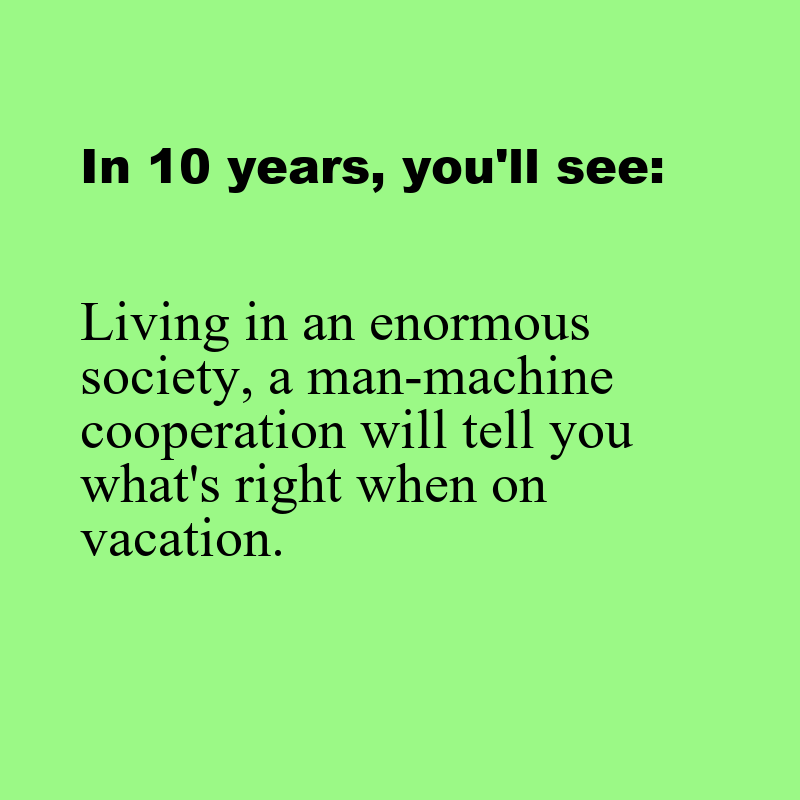 In 10 years, you'll see:
Living in an enormous
society, a man-machine
cooperation will tell you
what's right when on
vacation.